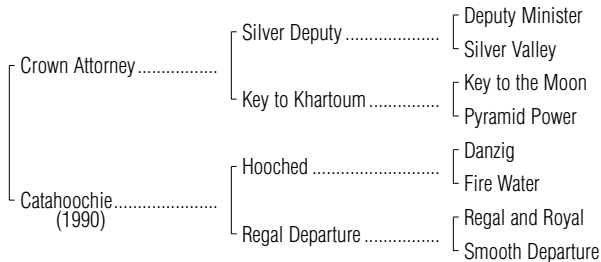 Deputy Minister
Silver Deputy ...................
Silver Valley
Crown Attorney................
Key to the Moon
Key to Khartoum ..............
Pyramid Power
Danzig
Hooched .........................
Fire Water
Catahoochie.....................
(1990)
Regal and Royal
Regal Departure ...............
Smooth Departure